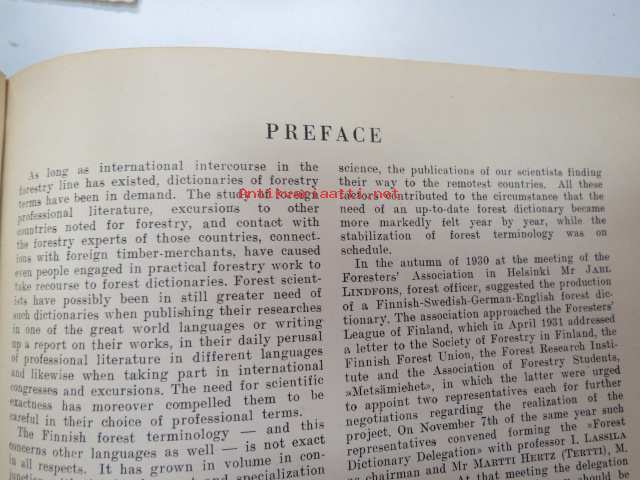 PREFACE
As long as international intercourse in the
forestry line has existed, dictionaries of forestry
terms have been in demand. The study of foreign
professional literature, excursions to other
countries noted for forestry, and contact with
the forestry experts of those countries, connect-
ions with foreign timber-merchants, have caused
even people engaged in practical forestry work to
take recourse to forest dictionaries. Forest scient-
ists have possibly been in still greater need of
such dictionaries when publishing their researches
in one of the great world languages or writing
up a report on their works, in their daily perusal
of professional literature in different languages
and likewise when taking part in international
congresses and excursions. The need for scientific
exactness has moreover compelled them to be
careful in their choice of professional terms.
The Finnish forest terminology — and this
concerns other languages as well — is not exact
in all respects. It has grown in volume in con-
and specialization
science, the publications of our scientists finding
their way to the remotest countries. All these
factors contributed to the circumstance that the
need of an up-to-date forest dictionary became
more markedly felt year by year, while the
stabilization of forest terminology was on
schedule.
In the autumn of 1930 at the meeting of the
Foresters' Association in Helsinki Mr JARL
LINDFORS, forest officer, suggested the production
of a Finnish-Swedish-German-English forest dic-
tionary. The association approached the Foresters'
League of Finland, which in April 1931 addressed
a letter to the Society of Forestry in Finland, the
Finnish Forest Union, the Forest Research Insti-
tute and the Association of Forestry Students,
»Metsämiehet», in which the latter were urged
to appoint two representatives each for further
negotiations regarding the realization of the
project. On November 7th of the same year such
representatives convened forming the »Forest
Dictionary Delegation» with professor I. LASSILA
as chairman and Mr MARTTI HERTZ (TERTTI), M.
At that meeting the delegation
should be